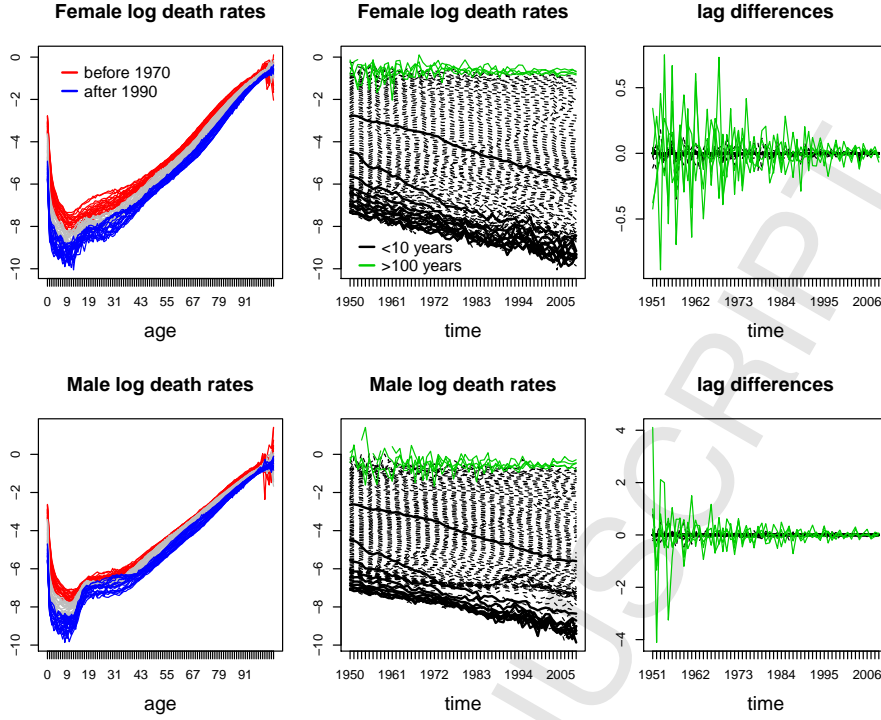 Female log death rates
Female log death rates
lag differences
before 1970
after 1990
<10 years
>100 years
0
−2
−4
−6
−8
−10
0 9 19 31 43 55 67 79 91
age
0
−2
−4
−6
−8
−10
1950 1961 1972 1983 1994 2005
time
0.5
0.0
−0.5
1951 1962 1973 1984 1995 2006
time
Male log death rates
Male log death rates
lag differences
0
−2
−4
−6
−8
−10
0 9 19 31 43 55 67 79 91
age
0
−2
−4
−6
−8
−10
1950 1961 1972 1983 1994 2005
time
4
2
0
−2
−4
1951 1962 1973 1984 1995 2006
time
USCRIPT